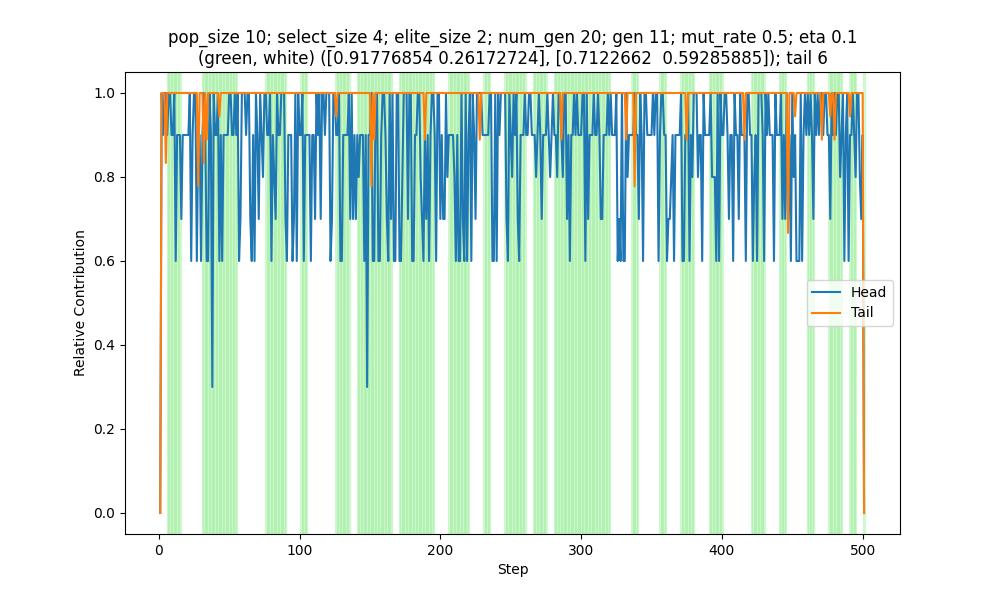 pop_size 10; select_size 4; elite_size 2; num_gen 20; gen 11; mut_rate 0.5; eta 0.1
(green, white) ([0.91776854 0.26172724], [0.7122662  0.59285885]); tail 6
1.0
0.8
0.6
0.4
0.2
0.0
Relative Contribution
Head
Tail
0 100 200 300 400 500
Step